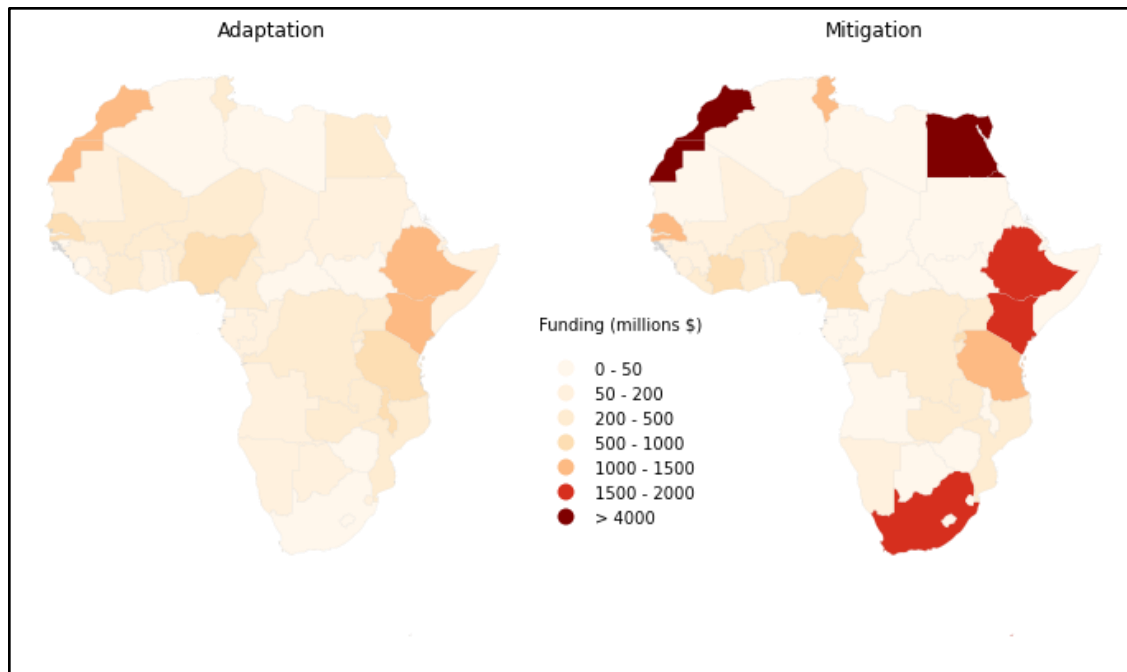 Adaptation
Mitigation
Funding (millions $)
0 - 50
50 - 200
200 - 500
500 - 1000
1000 - 1500
1500 - 2000
> 4000